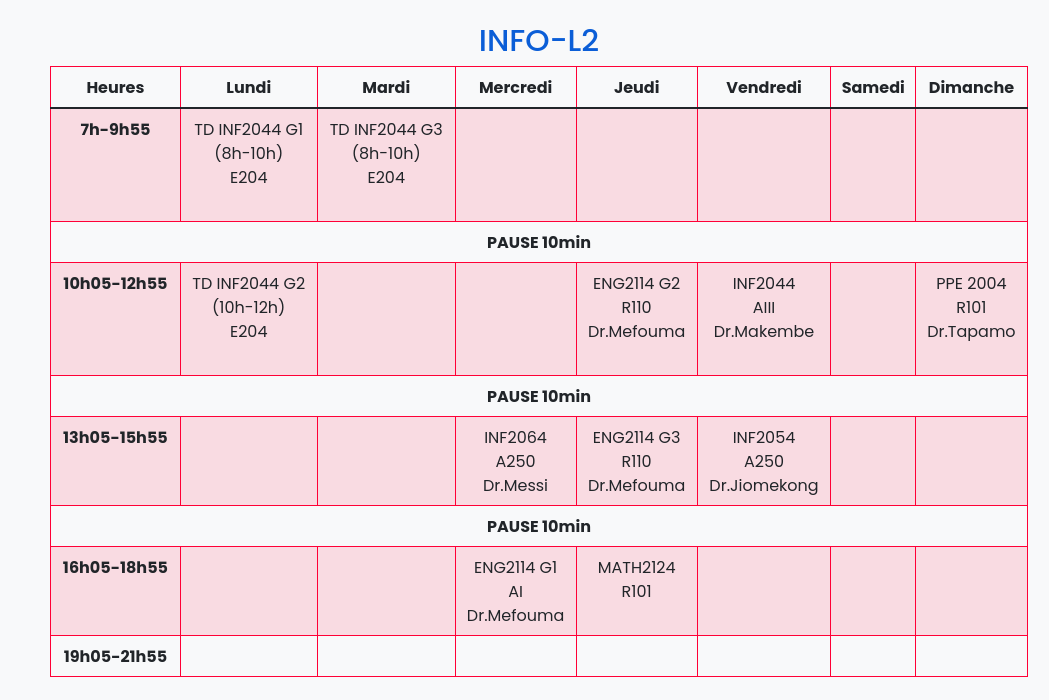 INFO-L2
Heures Lundi Mardi Mercredi Jeudi Vendredi Samedi Dimanche
7h-9h55
TD INF2044 G1
(8h-10h)
E204
TD INF2044 G3
(8h-10h)
E204
PAUSE 10min
10h05-12h55
TD INF2044 G2
(10h-12h)
E204
ENG2114 G2
R110
Dr.Mefouma
INF2044
AIII
Dr.Makembe
PPE 2004
R101
Dr.Tapamo
PAUSE 10min
13h05-15h55
INF2064
A250
Dr.Messi
ENG2114 G3
R110
Dr.Mefouma
INF2054
A250
Dr.Jiomekong
PAUSE 10min
16h05-18h55
ENG2114 G1
AI
Dr.Mefouma
MATH2124
R101
19h05-21h55